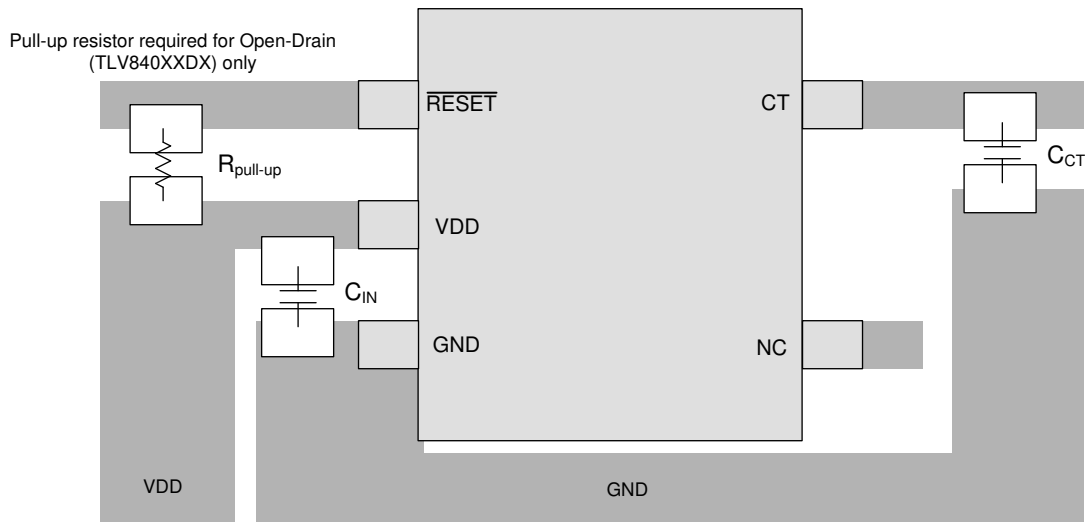 Pull-up resistor required for Open-Drain
(TLV840XXDX) only
RESET
CT
Rpull-up
CCT
VDD
CIN
GND
NC
VDD
GND